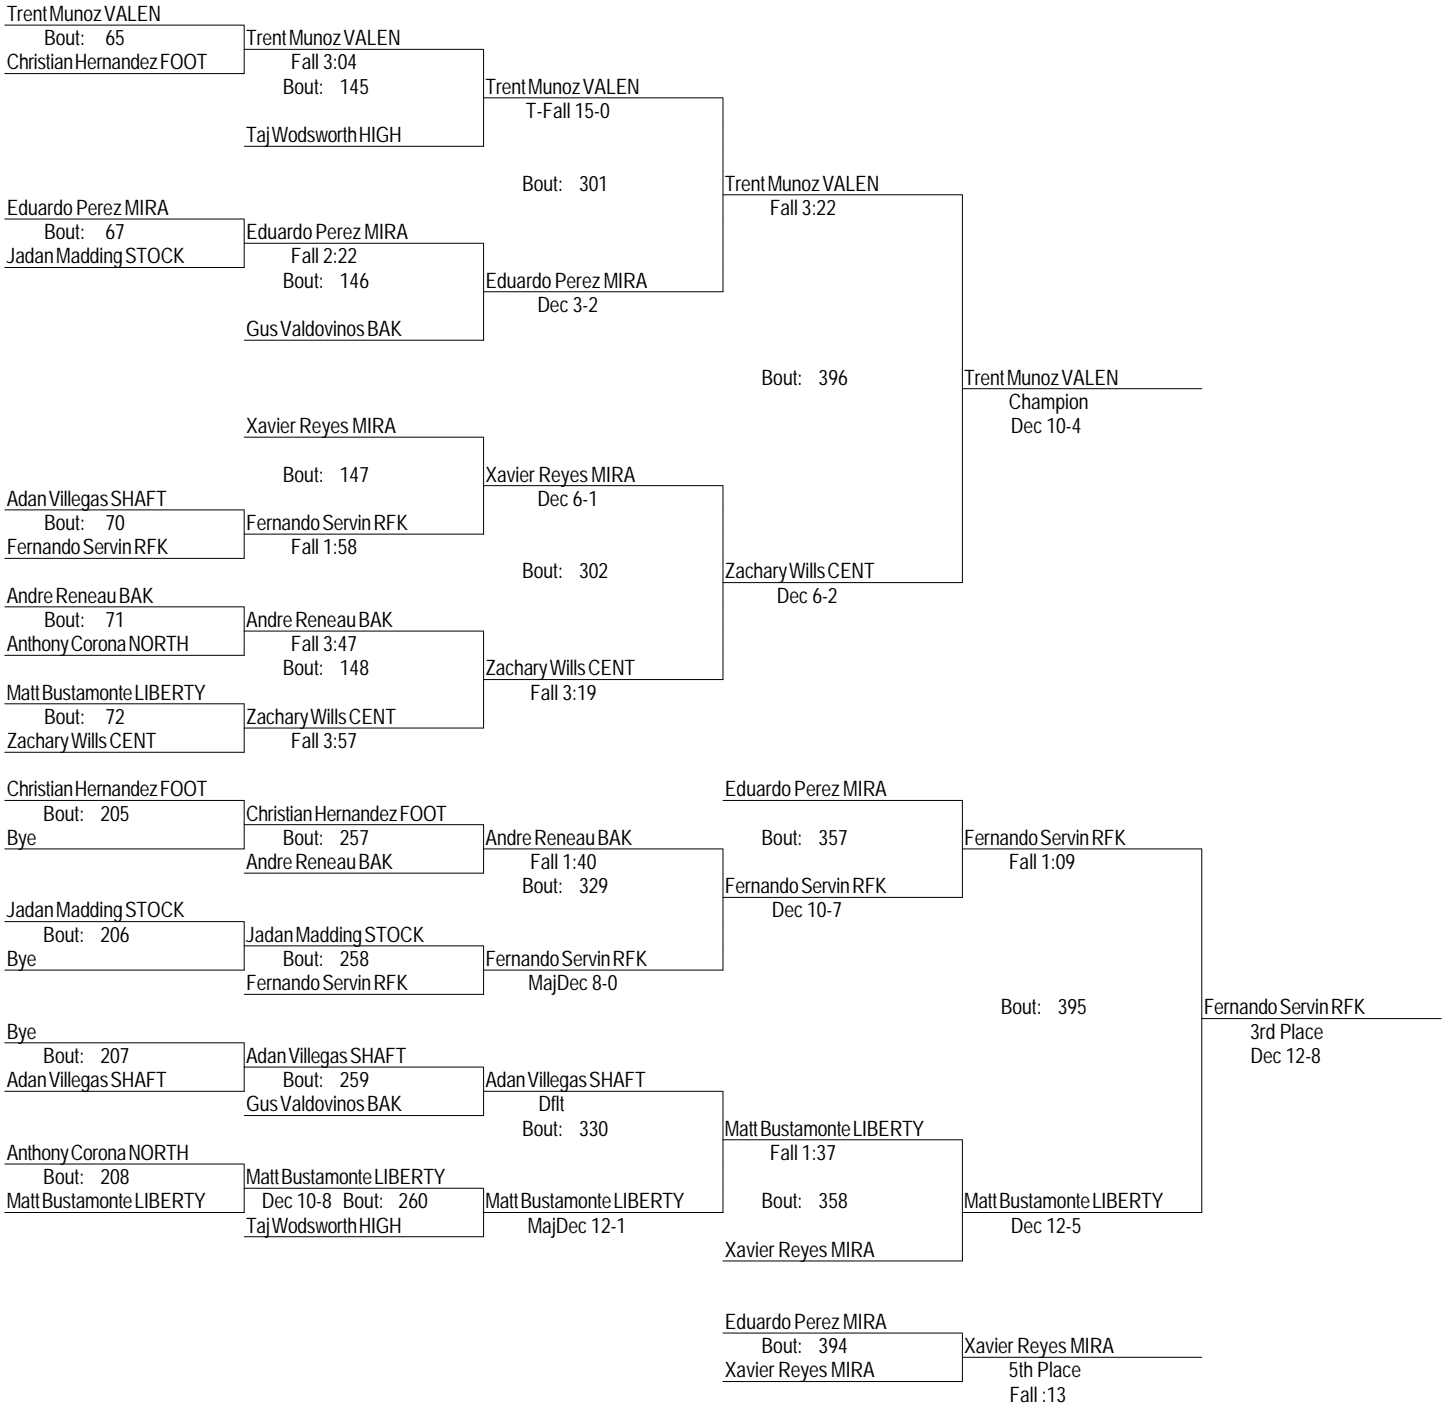 Trent Munoz VALEN
Bout: 65
Trent Munoz VALEN
Christian Hernandez FOOT
Fall 3:04
Bout: 145
Trent Munoz VALEN
T-Fall 15-0
Taj Wodsworth HIGH
Bout: 301
Trent Munoz VALEN
Eduardo Perez MIRA
Fall 3:22
Bout: 67
Eduardo Perez MIRA
Jadan Madding STOCK
Fall 2:22
Bout: 146
Eduardo Perez MIRA
Dec 3-2
Gus Valdovinos BAK
Bout: 396
Trent Munoz VALEN
Champion
Xavier Reyes MIRA
Dec 10-4
Bout: 147
Xavier Reyes MIRA
Adan Villegas SHAFT
Dec 6-1
Bout: 70
Fernando Servin RFK
Fernando Servin RFK
Fall 1:58
Bout: 302
Zachary Wills CENT
Andre Reneau BAK
Dec 6-2
Bout: 71
Andre Reneau BAK
Anthony Corona NORTH
Fall 3:47
Bout: 148
Zachary Wills CENT
Matt Bustamonte LIBERTY
Fall 3:19
Bout: 72
Zachary Wills CENT
Zachary Wills CENT
Fall 3:57
Christian Hernandez FOOT
Eduardo Perez MIRA
Bout: 205
Christian Hernandez FOOT
Bye
Bout: 257
Andre Reneau BAK
Bout: 357
Fernando Servin RFK
Andre Reneau BAK
Fall 1:40
Fall 1:09
Bout: 329
Fernando Servin RFK
Jadan Madding STOCK
Dec 10-7
Bout: 206
Jadan Madding STOCK
Bye
Bout: 258
Fernando Servin RFK
Fernando Servin RFK
MajDec 8-0
Bout: 395
Fernando Servin RFK
Bye
3rd Place
Bout: 207
Adan Villegas SHAFT
Dec 12-8
Adan Villegas SHAFT
Bout: 259
Adan Villegas SHAFT
Gus Valdovinos BAK
Dflt
Bout: 330
Matt Bustamonte LIBERTY
Anthony Corona NORTH
Fall 1:37
Bout: 208
Matt Bustamonte LIBERTY
Matt Bustamonte LIBERTY
Dec 10-8 Bout: 260
Matt Bustamonte LIBERTY
Bout: 358
Matt Bustamonte LIBERTY
Taj Wodsworth HIGH
MajDec 12-1
Dec 12-5
Xavier Reyes MIRA
Eduardo Perez MIRA
Bout: 394
Xavier Reyes MIRA
Xavier Reyes MIRA
5th Place
Fall :13